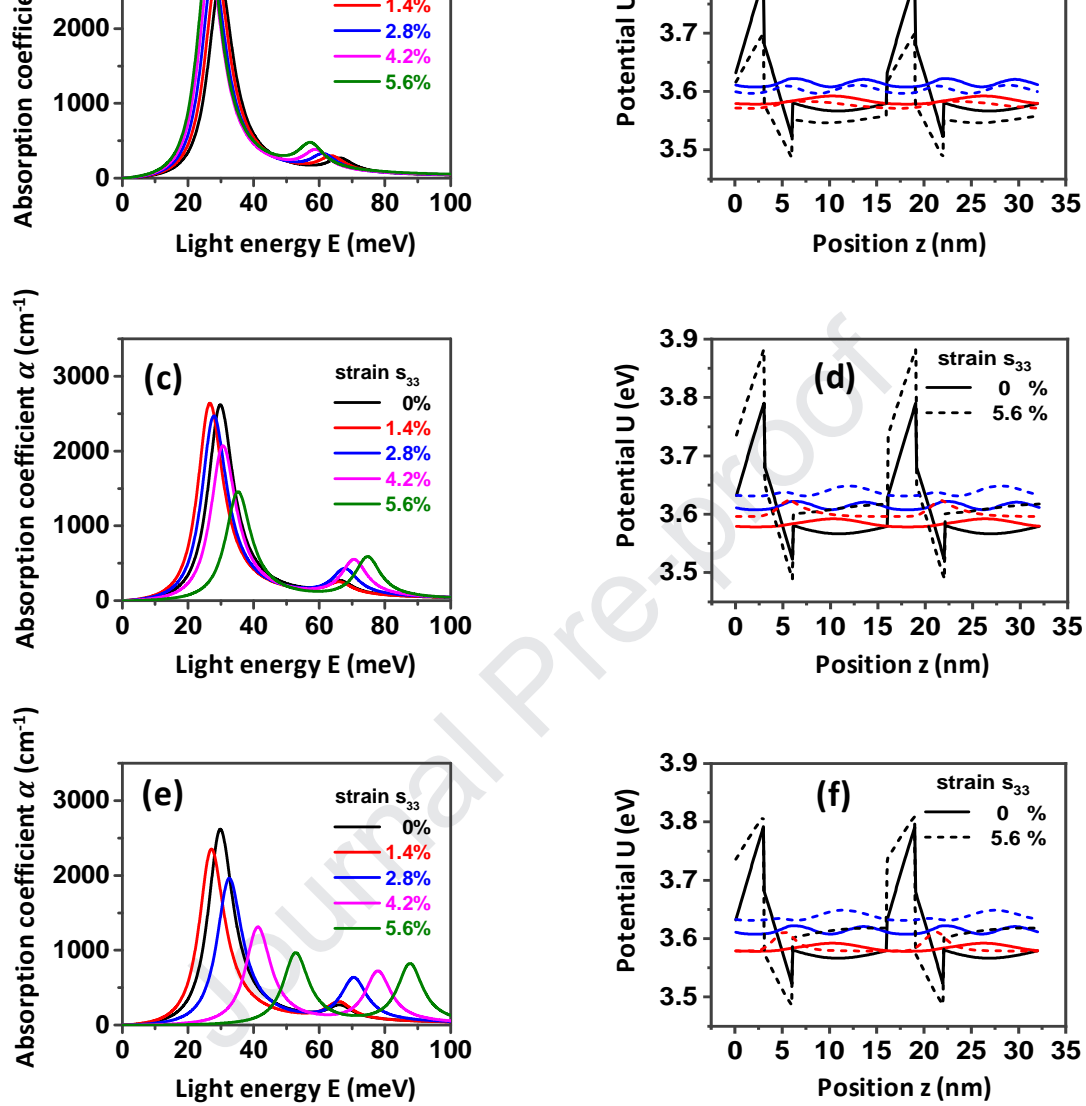 Absorption coefficie
2000
1000
0
1.4%
2.8%
4.2%
5.6%
0 20 40 60 80 100
Light energy E (meV)
Potential U
3.7
3.6
3.5
0 5 10 15 20 25 30 35
Position z (nm)
Absorption coefficient α (cm⁻¹)
3000
2000
1000
0
(c)
strain s₃₃
0%
1.4%
2.8%
4.2%
5.6%
0 20 40 60 80 100
Light energy E (meV)
Potential U (eV)
3.9
3.8
3.7
3.6
3.5
(d)
strain s₃₃
0 %
5.6 %
0 5 10 15 20 25 30 35
Position z (nm)
Absorption coefficient α (cm⁻¹)
3000
2000
1000
0
(e)
strain s₃₃
0%
1.4%
2.8%
4.2%
5.6%
0 20 40 60 80 100
Light energy E (meV)
Potential U (eV)
3.9
3.8
3.7
3.6
3.5
(f)
strain s₃₃
0 %
5.6 %
0 5 10 15 20 25 30 35
Position z (nm)
Journal Pre-proof